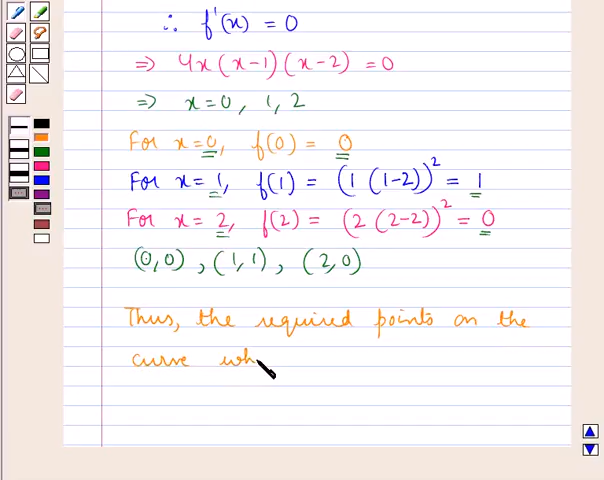 ∴ f'(x) = 0
⇒ 4x(x-1)(x-2) = 0
⇒ x=0, 1, 2
For x=0, f(0) = 0
For x=1, f(1) = (1(1-2))² = 1
For x=2, f(2) = (2(2-2))² = 0
(0,0), (1,1), (2,0)
Thus, the required points on the
curve wh